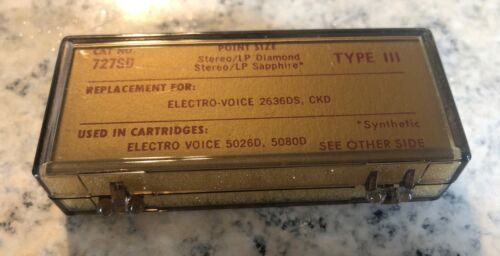 CAT NO. POINT SIZE
727SD Stereo/LP Diamond TYPE III
Stereo/LP Sapphire*
REPLACEMENT FOR:
ELECTRO-VOICE 2636DS, CKD
USED IN CARTRIDGES: *Synthetic
ELECTRO VOICE 5026D, 5080D SEE OTHER SIDE